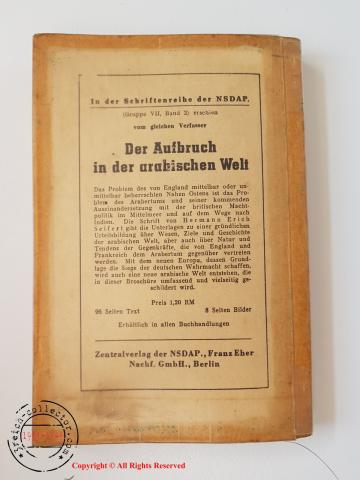 In der Schriftenreihe der NSDAP.
(Gruppe VII, Band 2) erschien
vom gleichen Verfasser
Der Aufbruch
in der arabischen Welt
Das Problem des von England mittelbar oder un-
mittelbar beherrschten Nahen Ostens ist das Pro-
blem des Arabertums und seiner kommenden
Auseinandersetzung mit der britischen Macht-
politik im Mittelmeer und auf dem Wege nach
Indien. Die Schrift von Hermann Erich
Seifert gibt die Unterlagen zu einer gründlichen
Urteilsbildung über Wesen, Ziele und Geschichte
der arabischen Welt, aber auch über Natur und
Tendenz der Gegenkräfte, die von England und
Frankreich dem Arabertum gegenüber vertreten
werden. Mit dem neuen Europa, dessen Grund-
lage die Siege der deutschen Wehrmacht schaffen,
wird auch eine neue arabische Welt entstehen, die
in dieser Broschüre umfassend und vielseitig ge-
schildert wird.
Preis 1,20 RM
96 Seiten Text 8 Seiten Bilder
Erhältlich in allen Buchhandlungen
Zentralverlag der NSDAP., Franz Eher
Nachf. GmbH., Berlin
Copyright © All Rights Reserved